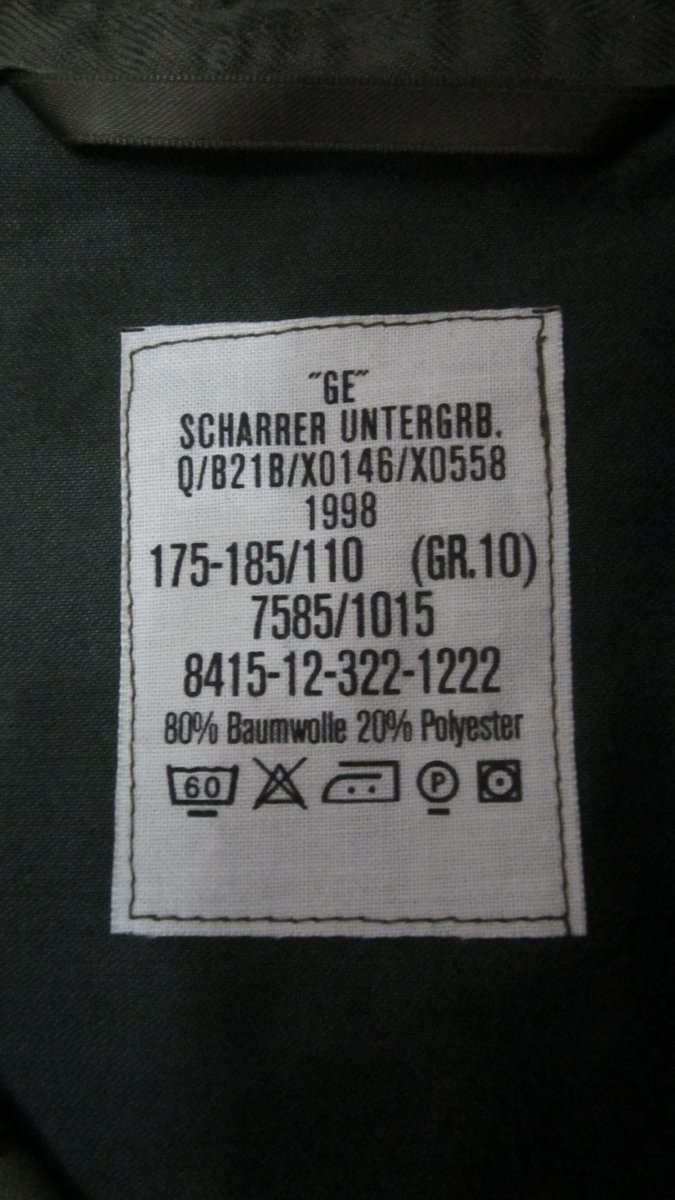 "GE"
SCHARRER UNTERGRB.
Q/B21B/X0146/X0558
1998
175-185/110 (GR.10)
7585/1015
8415-12-322-1222
80% Baumwolle 20% Polyester
60 P